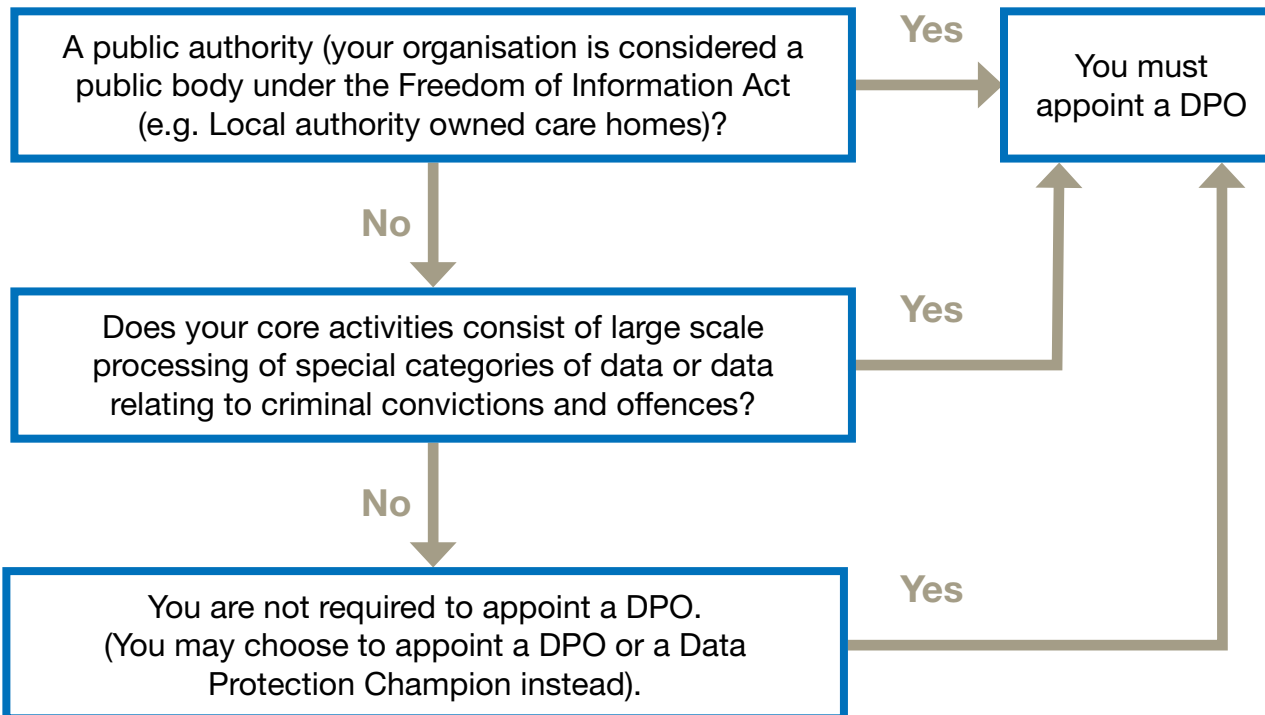 A public authority (your organisation is considered a
public body under the Freedom of Information Act
(e.g. Local authority owned care homes)?
Yes
You must
appoint a DPO
No
Does your core activities consist of large scale
processing of special categories of data or data
relating to criminal convictions and offences?
Yes
No
You are not required to appoint a DPO.
(You may choose to appoint a DPO or a Data
Protection Champion instead).
Yes